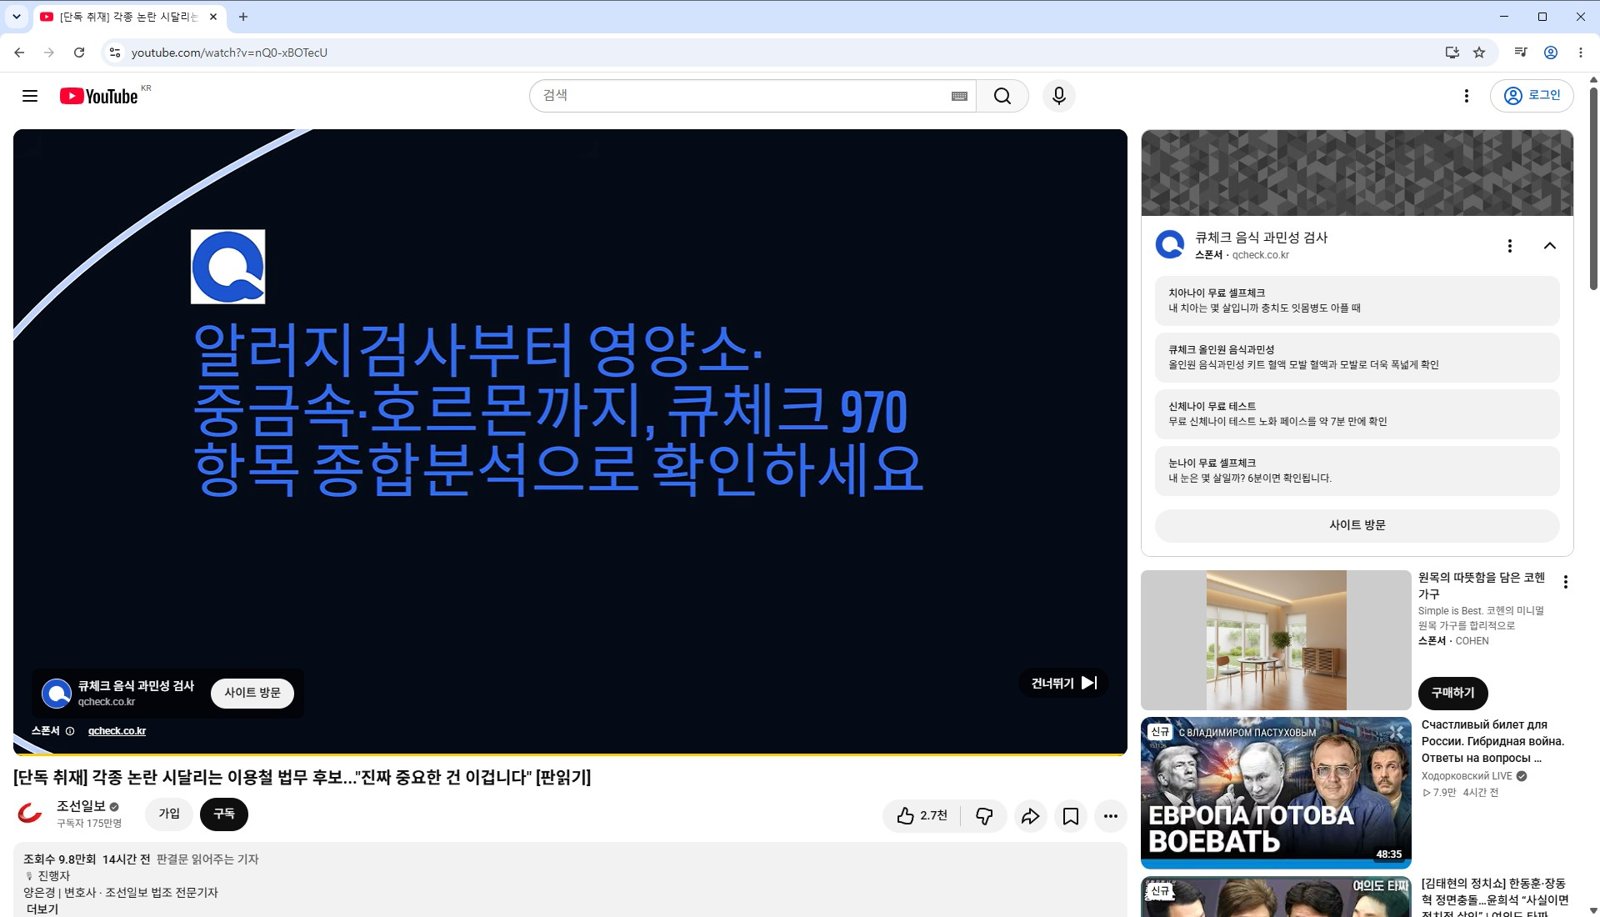 [단독 취재] 각종 논란 시달리는
youtube.com/watch?v=nQ0-xBOTecU
YouTube KR
검색
로그인
알러지검사부터 영양소·
중금속·호르몬까지, 큐체크 970
항목 종합분석으로 확인하세요
큐체크 음식 과민성 검사
qcheck.co.kr
사이트 방문
건너뛰기
스폰서
qcheck.co.kr
[단독 취재] 각종 논란 시달리는 이용철 법무 후보..."진짜 중요한 건 이겁니다" [판읽기]
조선일보
구독자 175만명
가입
구독
2.7천
조회수 9.8만회 14시간 전 판결문 읽어주는 기자
🎙 진행자
양은경 | 변호사 · 조선일보 법조 전문기자
더보기
큐체크 음식 과민성 검사
스폰서 · qcheck.co.kr
치아나이 무료 셀프체크
내 치아는 몇 살입니까 충치도 잇몸병도 아플 때
큐체크 올인원 음식과민성
올인원 음식과민성 키트 혈액 모발 혈액과 모발로 더욱 폭넓게 확인
신체나이 무료 테스트
무료 신체나이 테스트 노화 페이스를 약 7분 만에 확인
눈나이 무료 셀프체크
내 눈은 몇 살일까? 6분이면 확인됩니다.
사이트 방문
원목의 따뜻함을 담은 코헨
가구
Simple is Best. 코헨의 미니멀
원목 가구를 합리적으로
스폰서 · COHEN
구매하기
신규
С ВЛАДИМИРОМ ПАСТУХОВЫМ
ЕВРОПА ГОТОВА
ВОЕВАТЬ
48:35
Счастливый билет для
России. Гибридная война.
Ответы на вопросы ...
Ходорковский LIVE
7.9만 4시간 전
신규
여의도 타짜
[김태현의 정치쇼] 한동훈·장동
혁 정면충돌...윤희석 "사실이면